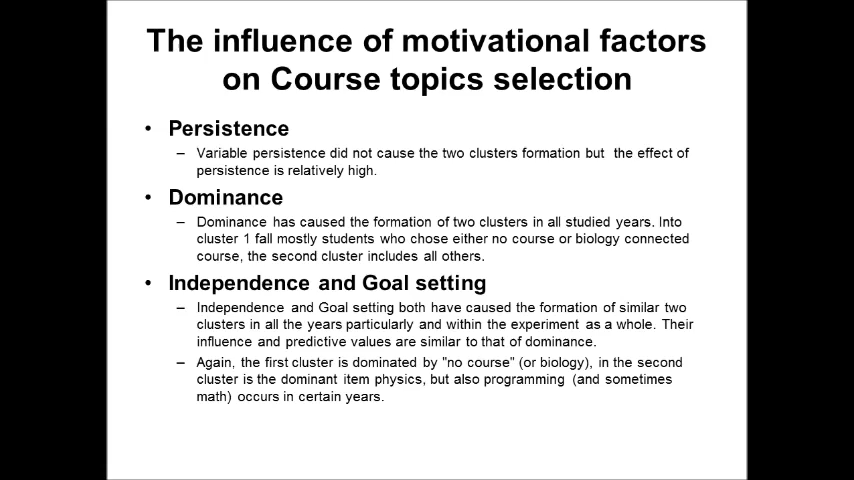 The influence of motivational factors
on Course topics selection
• Persistence
– Variable persistence did not cause the two clusters formation but the effect of
persistence is relatively high.
• Dominance
– Dominance has caused the formation of two clusters in all studied years. Into
cluster 1 fall mostly students who chose either no course or biology connected
course, the second cluster includes all others.
• Independence and Goal setting
– Independence and Goal setting both have caused the formation of similar two
clusters in all the years particularly and within the experiment as a whole. Their
influence and predictive values are similar to that of dominance.
– Again, the first cluster is dominated by "no course" (or biology), in the second
cluster is the dominant item physics, but also programming (and sometimes
math) occurs in certain years.